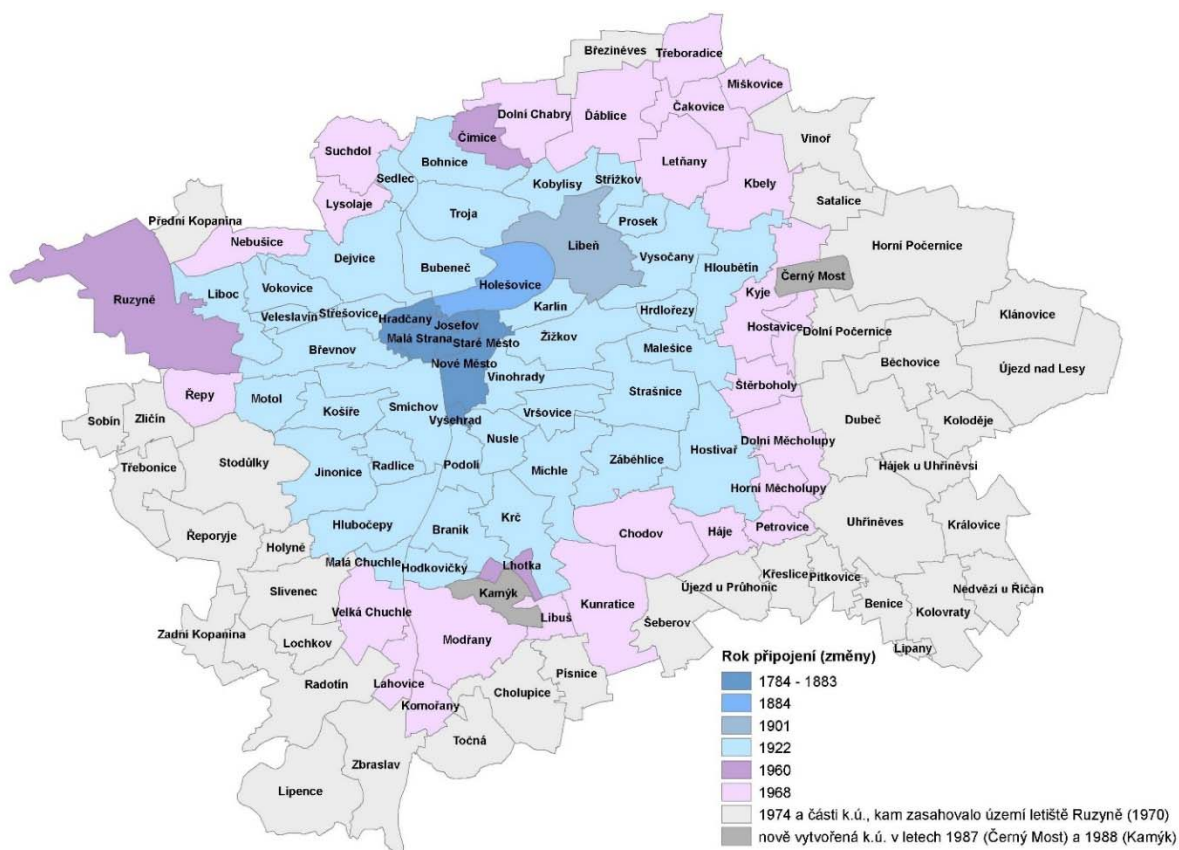 Březiněves
Třeboradice
Miškovice
Dolní Chabry
Ďáblice
Čakovice
Čimice
Vinoř
Suchdol
Bohnice
Letňany
Sedlec
Kobylisy
Střížkov
Kbely
Lysolaje
Satalice
Přední Kopanina
Troja
Prosek
Nebušice
Libeň
Vysočany
Horní Počernice
Dejvice
Bubeneč
Hloubětín
Černý Most
Ruzyně
Liboc
Vokovice
Holešovice
Kyje
Veleslavín
Střešovice
Hradčany
Josefov
Karlín
Hrdlořezy
Hostavice
Klánovice
Malá Strana
Staré Město
Žižkov
Dolní Počernice
Břevnov
Malešice
Běchovice
Újezd nad Lesy
Nové Město
Vinohrady
Řepy
Motol
Košíře
Smíchov
Strašnice
Štěrboholy
Vyšehrad
Vršovice
Dubeč
Koloděje
Sobín
Zličín
Nusle
Dolní Měcholupy
Třebonice
Stodůlky
Jinonice
Radlice
Podolí
Michle
Záběhlice
Hostivař
Hájek u Uhříněvsi
Horní Měcholupy
Řeporyje
Hlubočepy
Braník
Krč
Chodov
Háje
Petrovice
Uhříněves
Královice
Holyně
Malá Chuchle
Hodkovičky
Lhotka
Slivenec
Kamýk
Újezd u Průhonic
Křeslice
Pitkovice
Nedvězí u Říčan
Velká Chuchle
Libuš
Kunratice
Benice
Kolovraty
Zadní Kopanina
Lochkov
Modřany
Šeberov
Lipany
Radotín
Lahovice
Písnice
Komořany
Cholupice
Točná
Zbraslav
Lipence
Rok připojení (změny)
1784 - 1883
1884
1901
1922
1960
1968
1974 a části k.ú., kam zasahovalo území letiště Ruzyně (1970)
nově vytvořená k.ú. v letech 1987 (Černý Most) a 1988 (Kamýk)